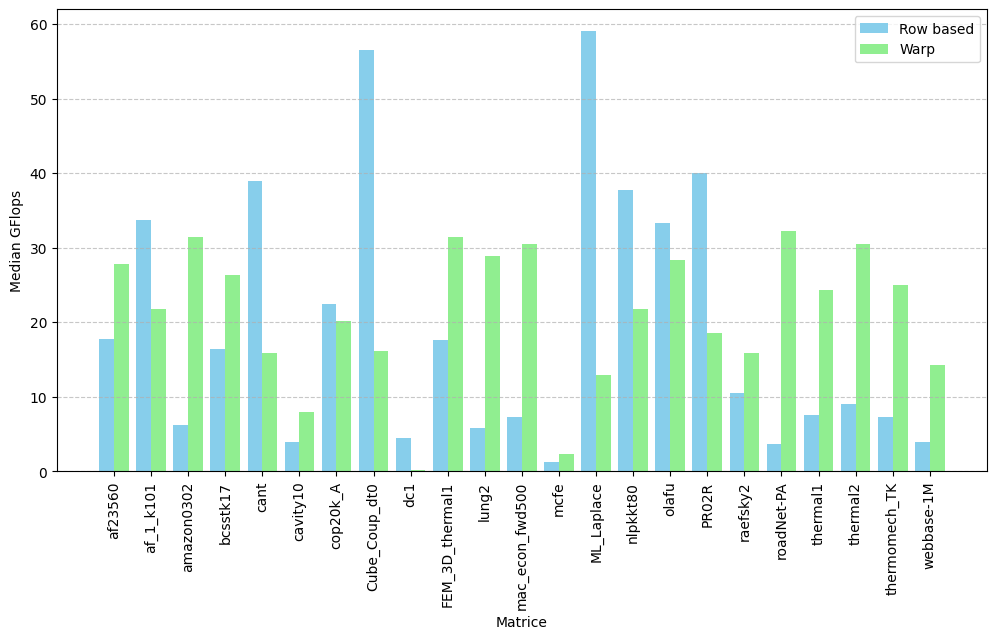 60
50
40
30
20
10
0
Median GFlops
Row based
Warp
af23560
af_1_k101
amazon0302
bcsstk17
cant
cavity10
cop20k_A
Cube_Coup_dt0
dc1
FEM_3D_thermal1
lung2
mac_econ_fwd500
mcfe
ML_Laplace
nlpkkt80
olafu
PR02R
raefsky2
roadNet-PA
thermal1
thermal2
thermomech_TK
webbase-1M
Matrice